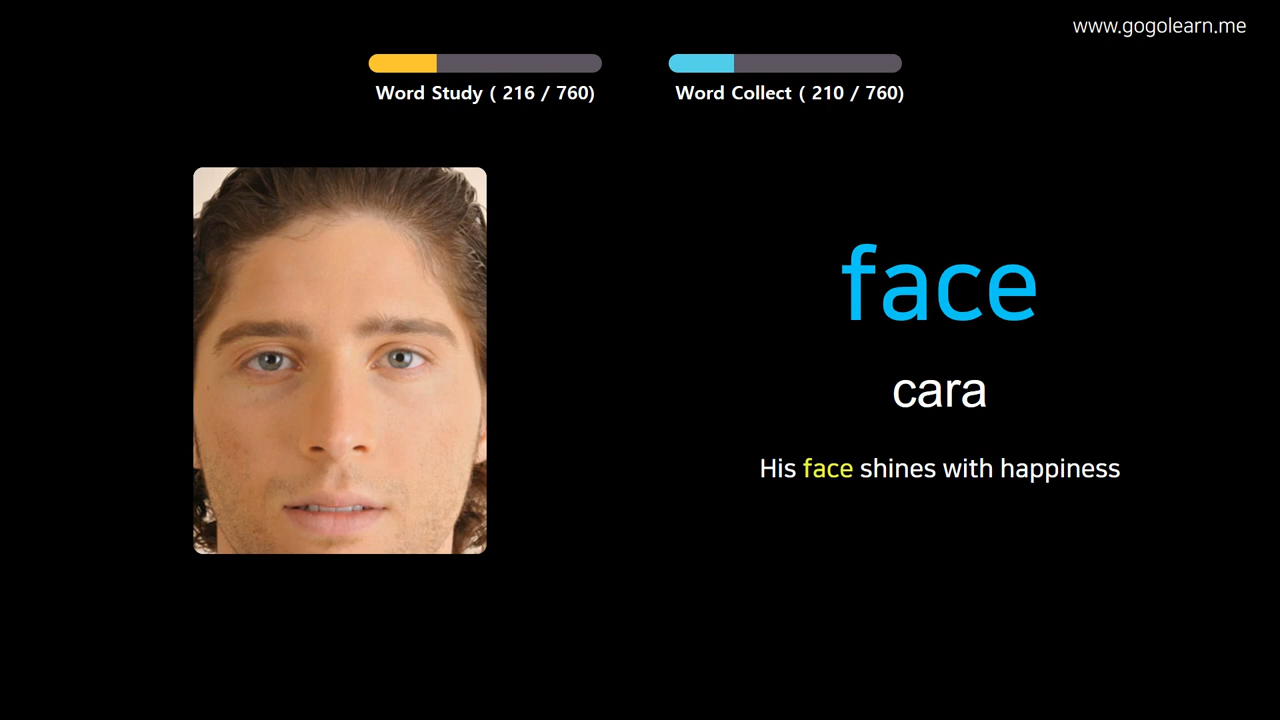 www.gogolearn.me
Word Study ( 216 / 760)
Word Collect ( 210 / 760)
face
cara
His face shines with happiness